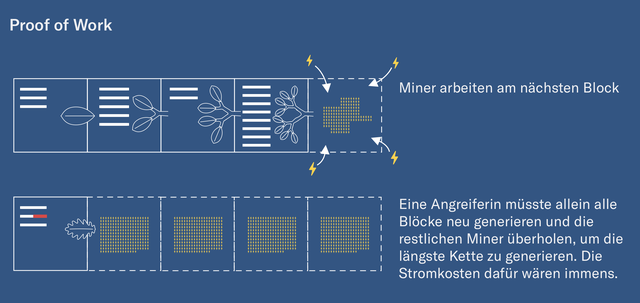 Proof of Work
Miner arbeiten am nächsten Block
Eine Angreiferin müsste allein alle
Blöcke neu generieren und die
restlichen Miner überholen, um die
längste Kette zu generieren. Die
Stromkosten dafür wären immens.